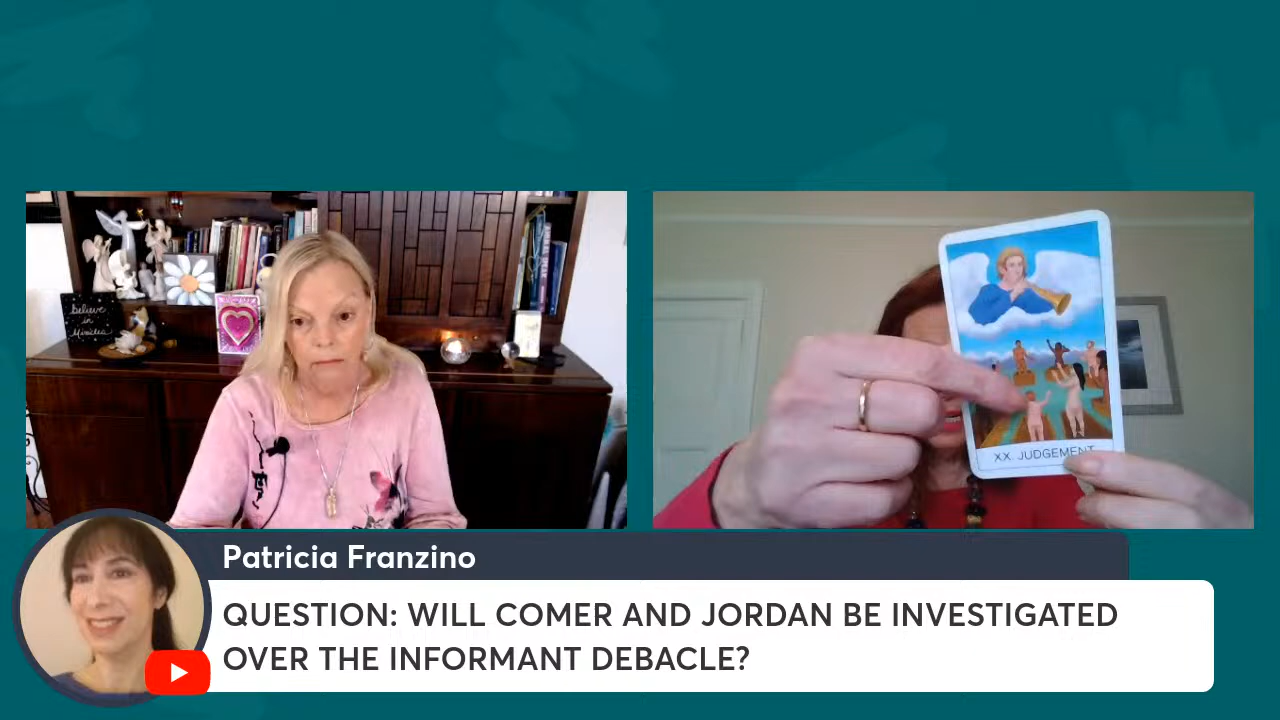 believe
in
Miracles
XX. JUDGEMENT
Patricia Franzino
QUESTION: WILL COMER AND JORDAN BE INVESTIGATED
OVER THE INFORMANT DEBACLE?